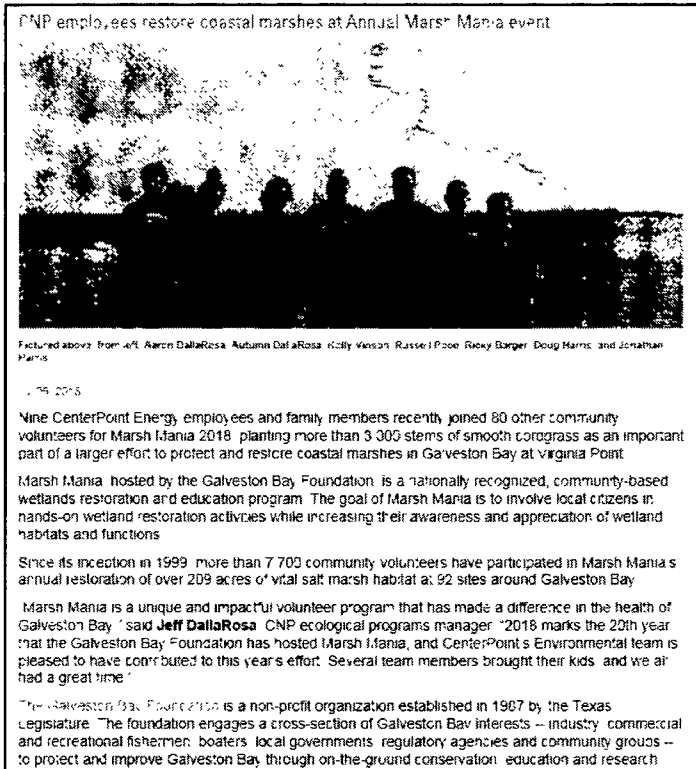 CNP employees restore coastal marshes at Annual Marsh Mania event
Pictured above from left Aaron DallaRosa Autumn DallaRosa Kelly Vinson Russell Pope Ricky Barger Doug Harris and Jonathan
Harris
2018
Nine CenterPoint Energy employees and family members recently joined 80 other community
volunteers for Marsh Mania 2018 planting more than 3 000 stems of smooth cordgrass as an important
part of a larger effort to protect and restore coastal marshes in Galveston Bay at Virginia Point
Marsh Mania hosted by the Galveston Bay Foundation is a nationally recognized, community-based
wetlands restoration and education program The goal of Marsh Mania is to involve local citizens in
hands-on wetland restoration activities while increasing their awareness and appreciation of wetland
habitats and functions
Since its inception in 1999 more than 7 700 community volunteers have participated in Marsh Mania s
annual restoration of over 209 acres of vital salt marsh habitat at 92 sites around Galveston Bay
Marsh Mania is a unique and impactful volunteer program that has made a difference in the health of
Galveston Bay ' said Jeff DallaRosa CNP ecological programs manager "2018 marks the 20th year
that the Galveston Bay Foundation has hosted Marsh Mania, and CenterPoint s Environmental team is
pleased to have contributed to this year s effort Several team members brought their kids and we all
had a great time '
The Galveston Bay Foundation is a non-profit organization established in 1987 by the Texas
Legislature The foundation engages a cross-section of Galveston Bay interests – industry commercial
and recreational fishermen boaters local governments regulatory agencies and community groups –
to protect and improve Galveston Bay through on-the-ground conservation education and research